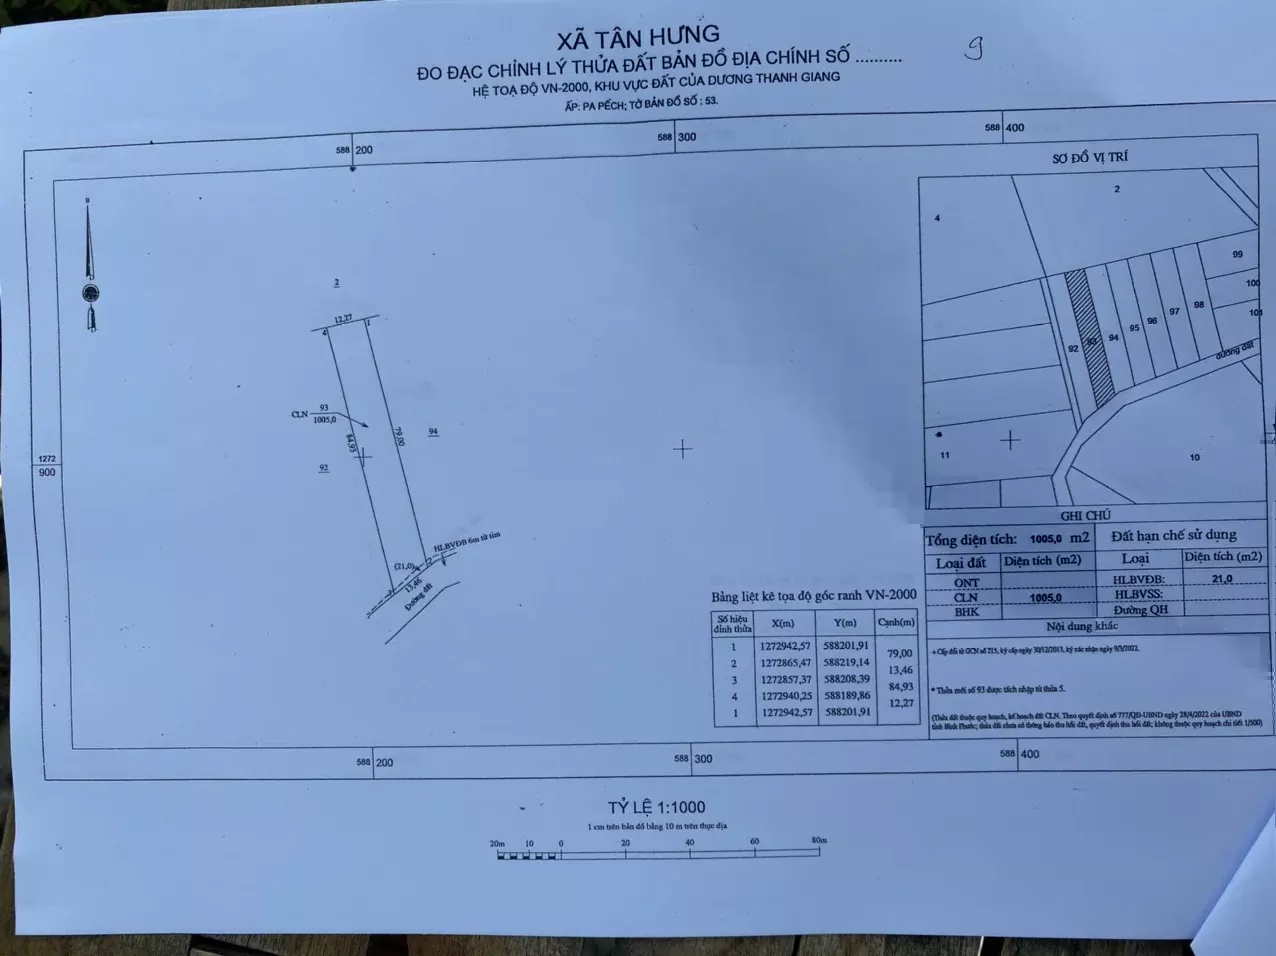 XÃ TÂN HƯNG
9
ĐO ĐẠC CHỈNH LÝ THỬA ĐẤT BẢN ĐỒ ĐỊA CHÍNH SỐ ..........
HỆ TOẠ ĐỘ VN-2000, KHU VỰC ĐẤT CỦA DƯƠNG THANH GIANG
ẤP: PA PẾCH; TỜ BẢN ĐỒ SỐ : 53.
588 200
588 300
588 400
SƠ ĐỒ VỊ TRÍ
B
2
4
99
100
98
97
96
95
94
93
92
đường đất
11
10
2
12,27
4
1
CLN 93
1005,0
79,00
84,93
94
92
1272
900
HLBVĐB 6m từ tim
2
(21,0)
13,46
3
Đường đất
GHI CHÚ
Tổng diện tích: 1005,0 m2
Đất hạn chế sử dụng
Loại đất Diện tích (m2) Loại Diện tích (m2)
ONT HLBVĐB: 21,0
CLN 1005,0 HLBVSS:
BHK Đường QH
Nội dung khác
+ Cấp đổi từ GCN số 215, ký cấp ngày 30/12/2013, ký xác nhận ngày 9/3/2022.
* Thửa mới số 93 được tách nhập từ thửa 5.
(Thửa đất thuộc quy hoạch, kế hoạch đất CLN. Theo quyết định số 777/QĐ-UBND ngày 28/4/2022 của UBND
tỉnh Bình Phước; thửa đất chưa có thông báo thu hồi đất, quyết định thu hồi đất; không thuộc quy hoạch chi tiết 1/500)
Bảng liệt kê tọa độ góc ranh VN-2000
Số hiệu đỉnh thửa X(m) Y(m) Cạnh(m)
1 1272942,57 588201,91
79,00
2 1272865,47 588219,14
13,46
3 1272857,37 588208,39
84,93
4 1272940,25 588189,86
12,27
1 1272942,57 588201,91
588 200
588 300
588 400
TỶ LỆ 1:1000
1 cm trên bản đồ bằng 10 m trên thực địa
20m 10 0 20 40 60 80m